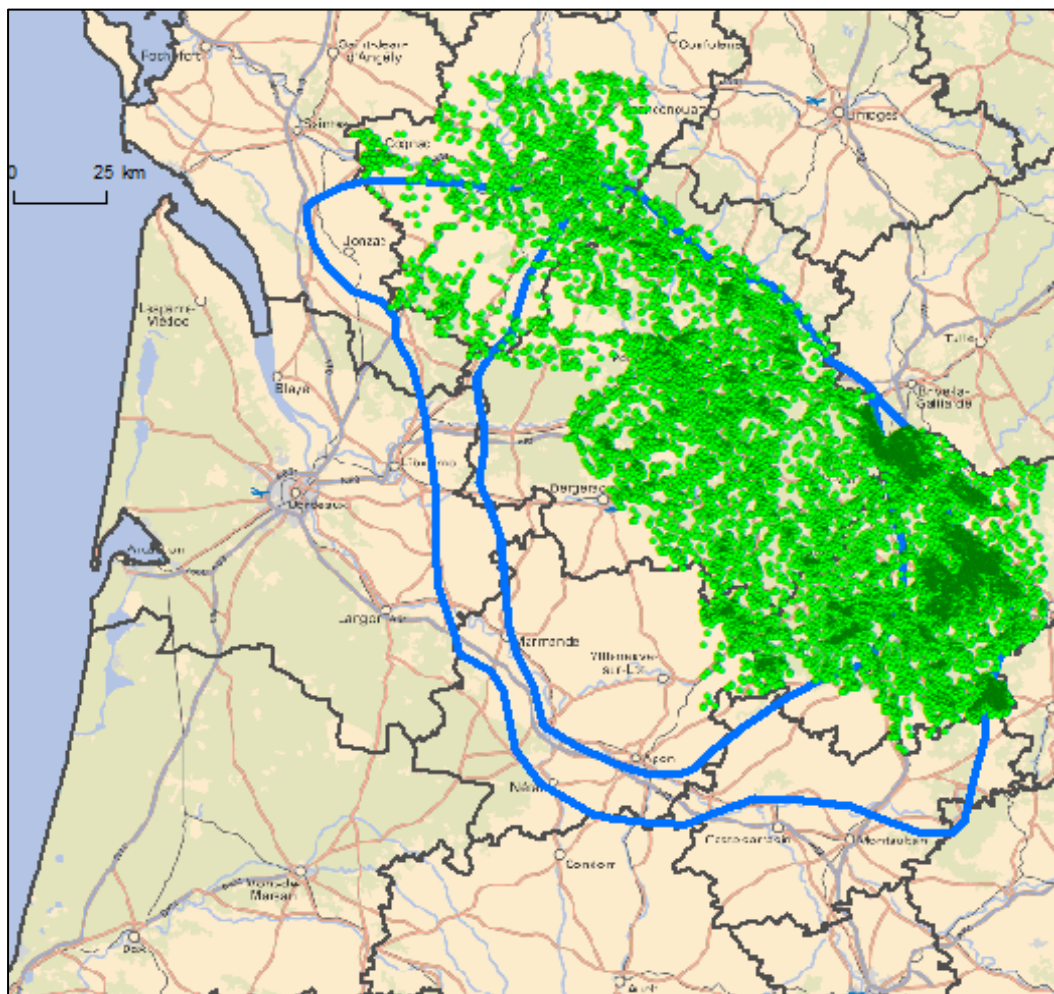 Rochefort
Saint-Jean-
d'Angély
Confolens
Limoges
Saintes
Cognac
0 25 km
Jonzac
Lesparre-
Médoc
Tulle
Blaye
Brive-la-
Gaillarde
Libourne
Bordeaux
Bergerac
Arcachon
Langon
Marmande
Villeneuve-
sur-Lot
Agen
Nérac
Castelsarrasin
Montauban
Condom
Mont-de-
Marsan
Dax
Auch